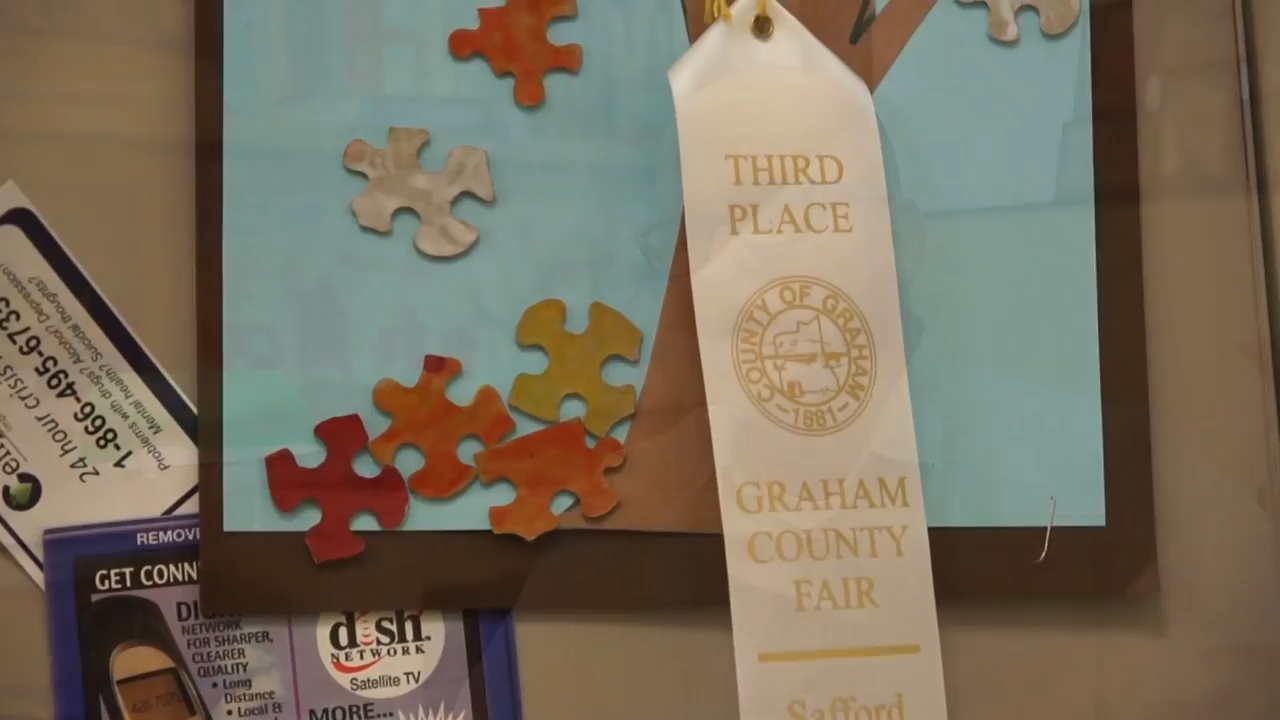 THIRD
PLACE
COUNTY OF GRAHAM
1881
GRAHAM
COUNTY
FAIR
Safford
24 hour crisis
1-866-495-673
Problems with drugs? Alcohol? Depression?
Mental health? Suicidal thoughts?
GET CONN
NETWORK
FOR SHARPER,
CLEARER
QUALITY
• Long
Distance
• Local &
dish
NETWORK
Satellite TV
MORE...